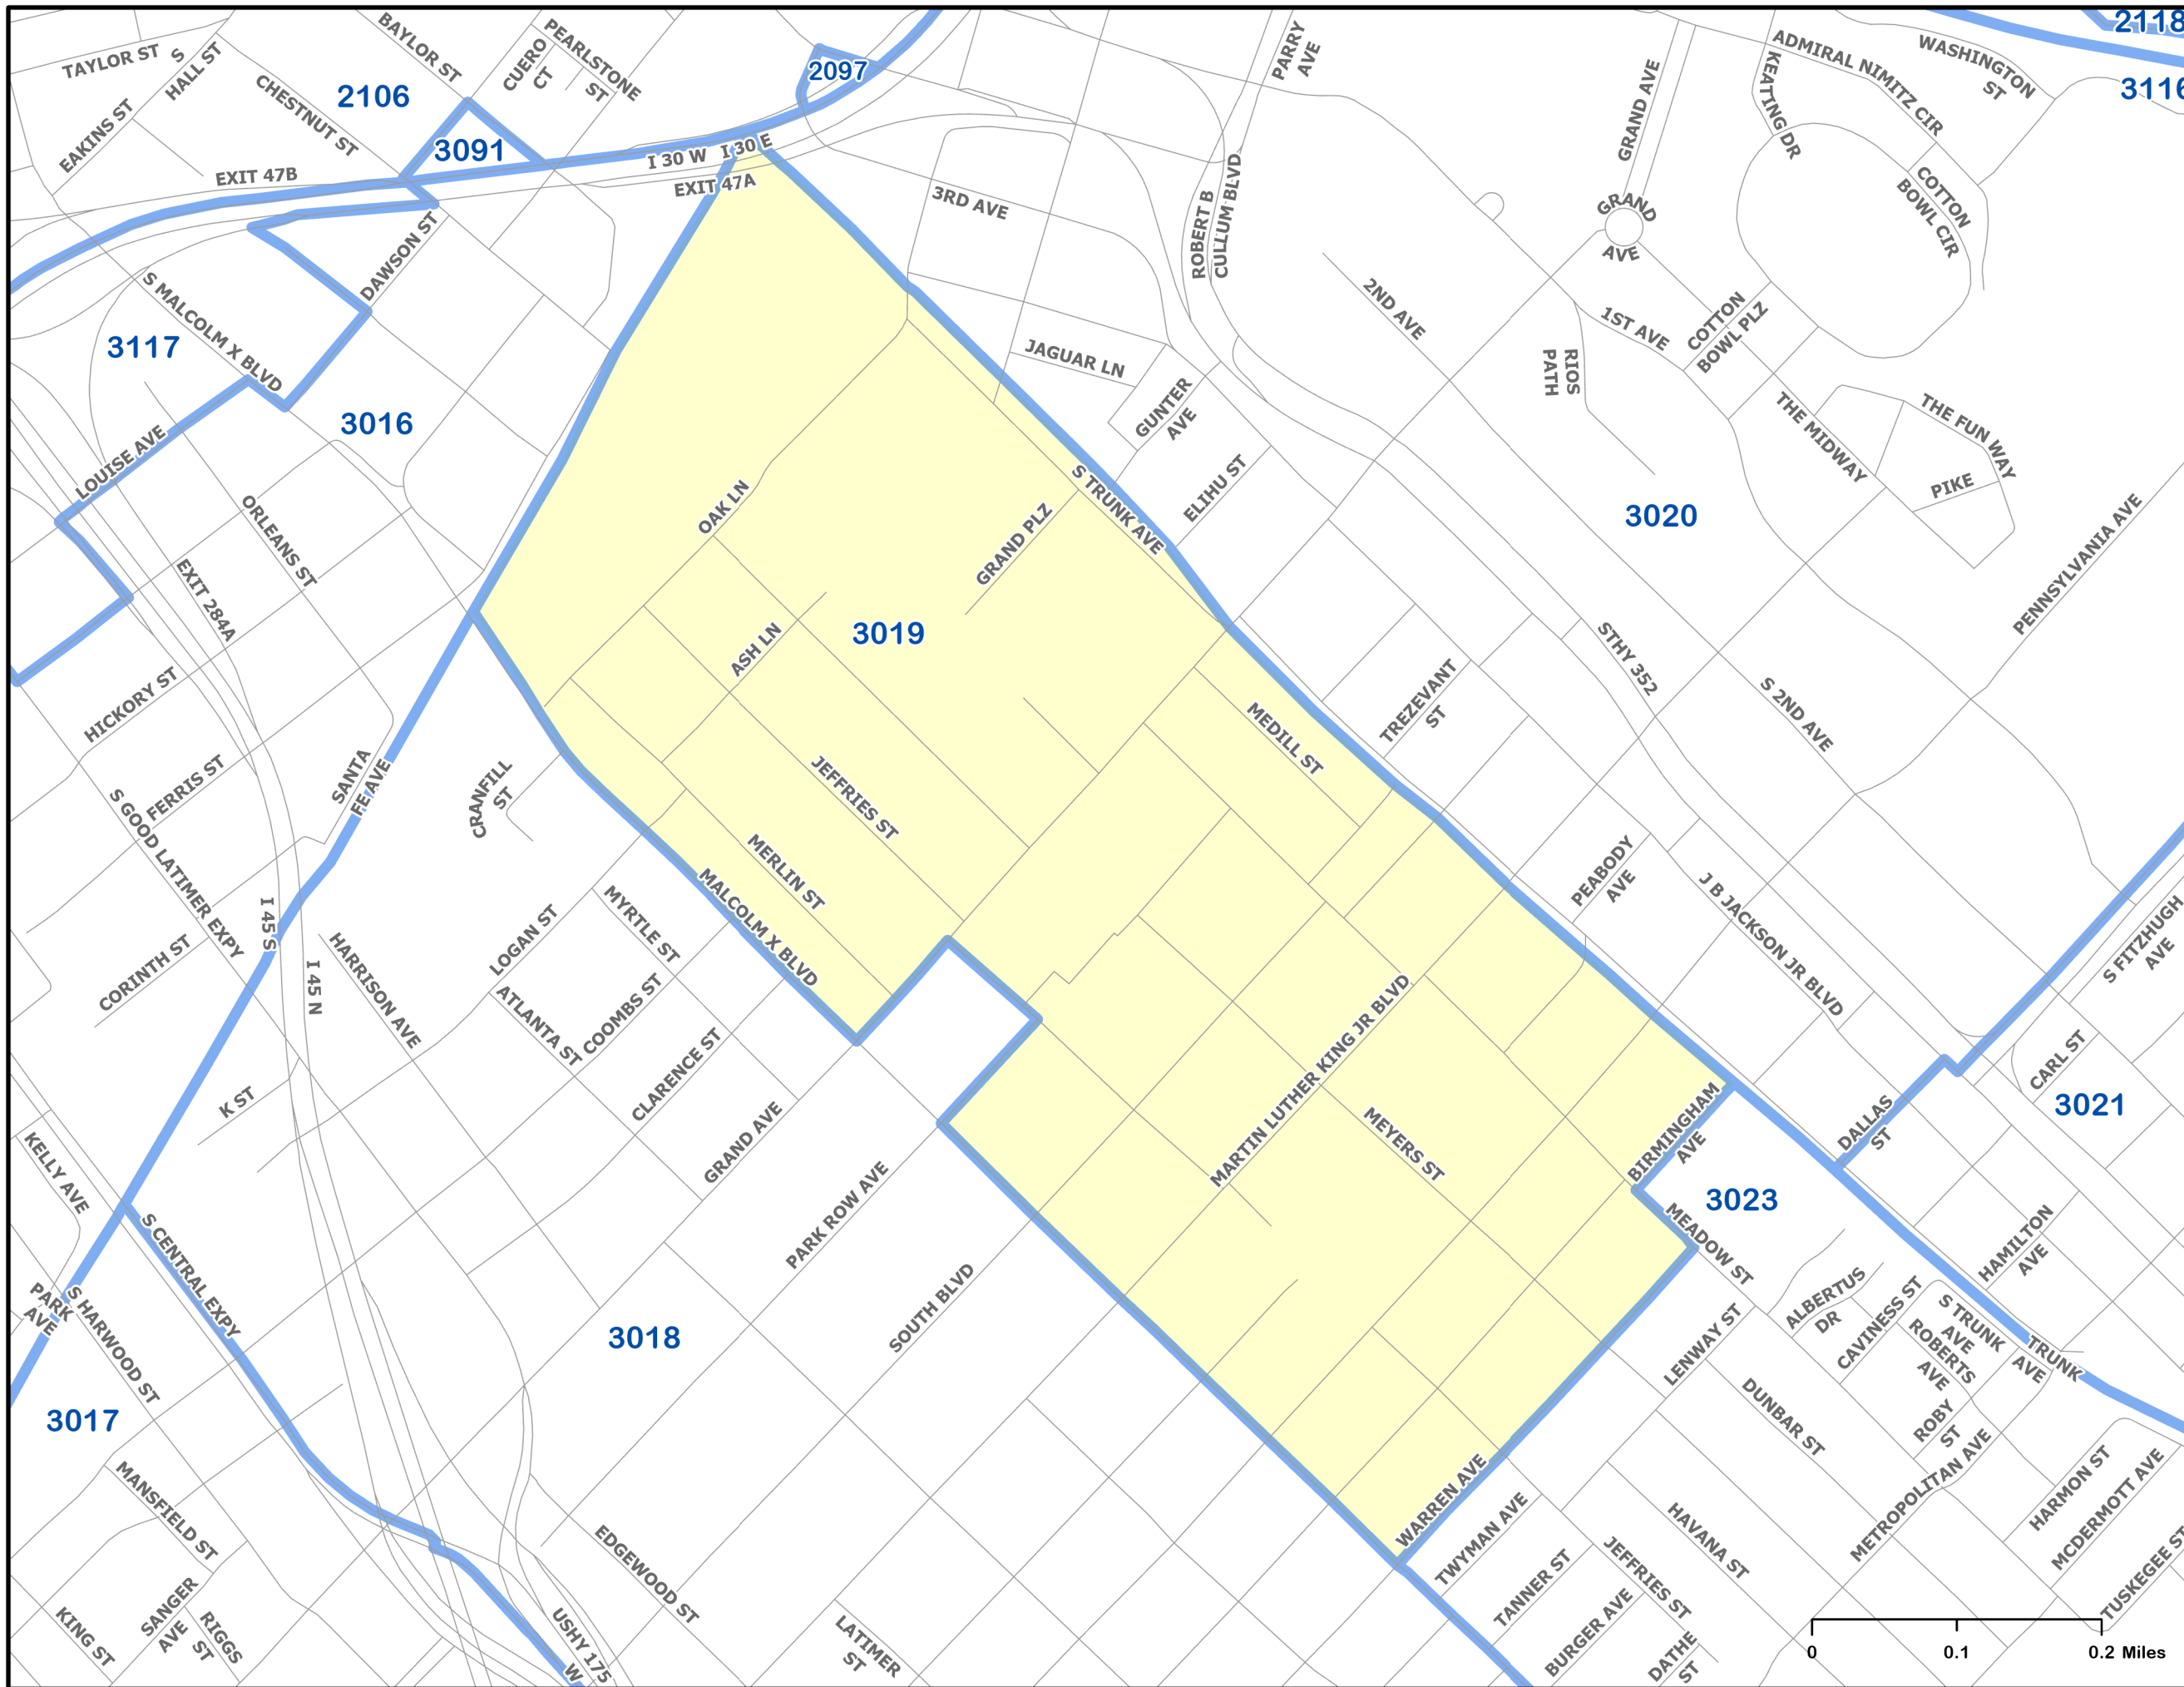 TAYLOR ST
S
HALL ST
BAYLOR ST
CUERO
CT
PEARLSTONE
ST
2097
PARRY
AVE
GRAND AVE
KEATING DR
ADMIRAL NIMITZ CIR
WASHINGTON
ST
2118
3116
EAKINS ST
CHESTNUT ST
2106
3091
I 30 W
I 30 E
EXIT 47B
EXIT 47A
3RD AVE
ROBERT B
CULLUM BLVD
GRAND
AVE
COTTON
BOWL CIR
DAWSON ST
S MALCOLM X BLVD
3117
3016
2ND AVE
1ST AVE
COTTON
BOWL PLZ
RIOS
PATH
JAGUAR LN
GUNTER
AVE
THE MIDWAY
THE FUN WAY
PIKE
LOUISE AVE
ORLEANS ST
OAK LN
S TRUNK AVE
ELIHU ST
GRAND PLZ
3020
PENNSYLVANIA AVE
EXIT 284A
3019
ASH LN
STHY 352
HICKORY ST
TREZEVANT
ST
S 2ND AVE
MEDILL ST
FERRIS ST
SANTA
FE AVE
CRANFILL
ST
JEFFRIES ST
S GOOD LATIMER EXPY
MERLIN ST
PEABODY
AVE
J B JACKSON JR BLVD
MALCOLM X BLVD
MYRTLE ST
LOGAN ST
I 45 S
I 45 N
CORINTH ST
HARRISON AVE
ATLANTA ST
COOMBS ST
CLARENCE ST
S FITZHUGH
AVE
MARTIN LUTHER KING JR BLVD
CARL ST
3021
K ST
GRAND AVE
MEYERS ST
BIRMINGHAM
AVE
DALLAS
ST
KELLY AVE
PARK ROW AVE
3023
MEADOW ST
HAMILTON
AVE
S CENTRAL EXPY
SOUTH BLVD
PARK
AVE
S HARWOOD ST
3018
ALBERTUS
DR
CAVINESS ST
S TRUNK
AVE
TRUNK
AVE
ROBERTS
AVE
LENWAY ST
3017
DUNBAR ST
ROBY
ST
METROPOLITAN AVE
MANSFIELD ST
WARREN AVE
TWYMAN AVE
HAVANA ST
HARMON ST
MCDERMOTT AVE
TUSKEGEE ST
EDGEWOOD ST
TANNER ST
JEFFRIES ST
KING ST
SANGER
AVE
RIGGS
ST
USHY 175
W
LATIMER
ST
BURGER AVE
DATHE
ST
0
0.1
0.2 Miles